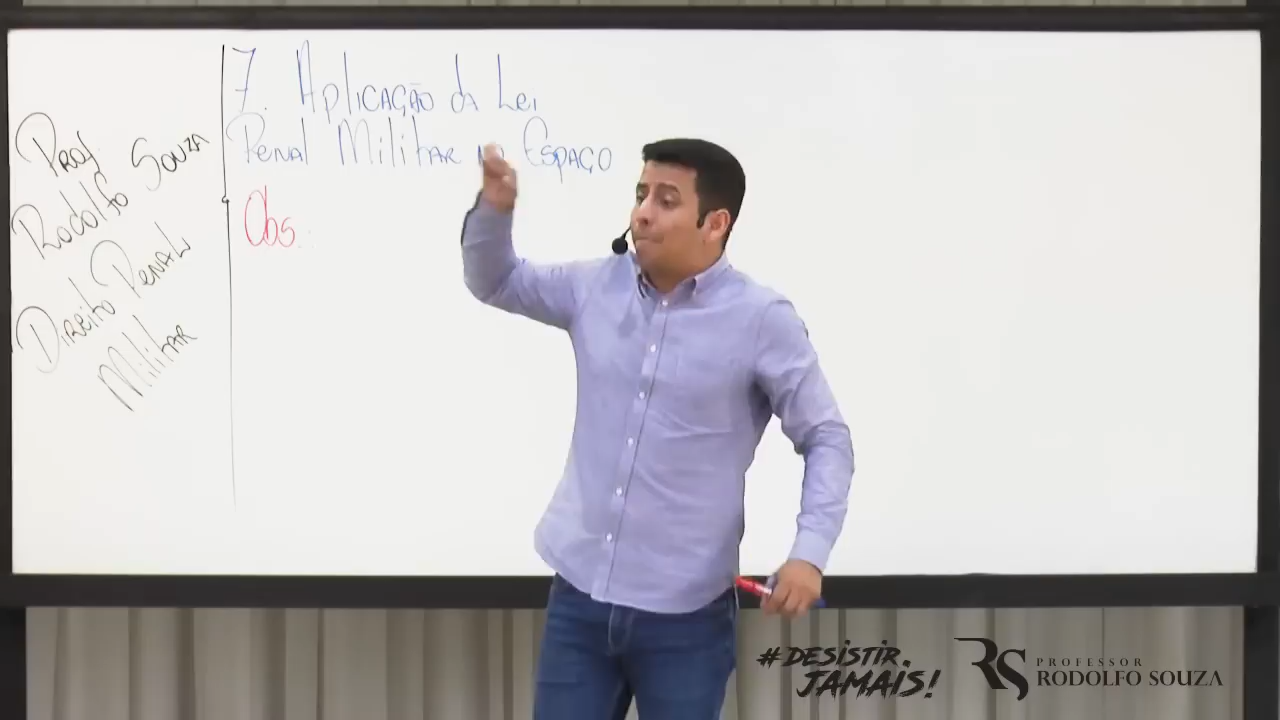 Prof.
Rodolfo Souza
Direito Penal
Militar
7. Aplicação da Lei
Penal Militar no Espaço
Obs.:
#DESISTIR
JAMAIS!
RS
PROFESSOR
RODOLFO SOUZA